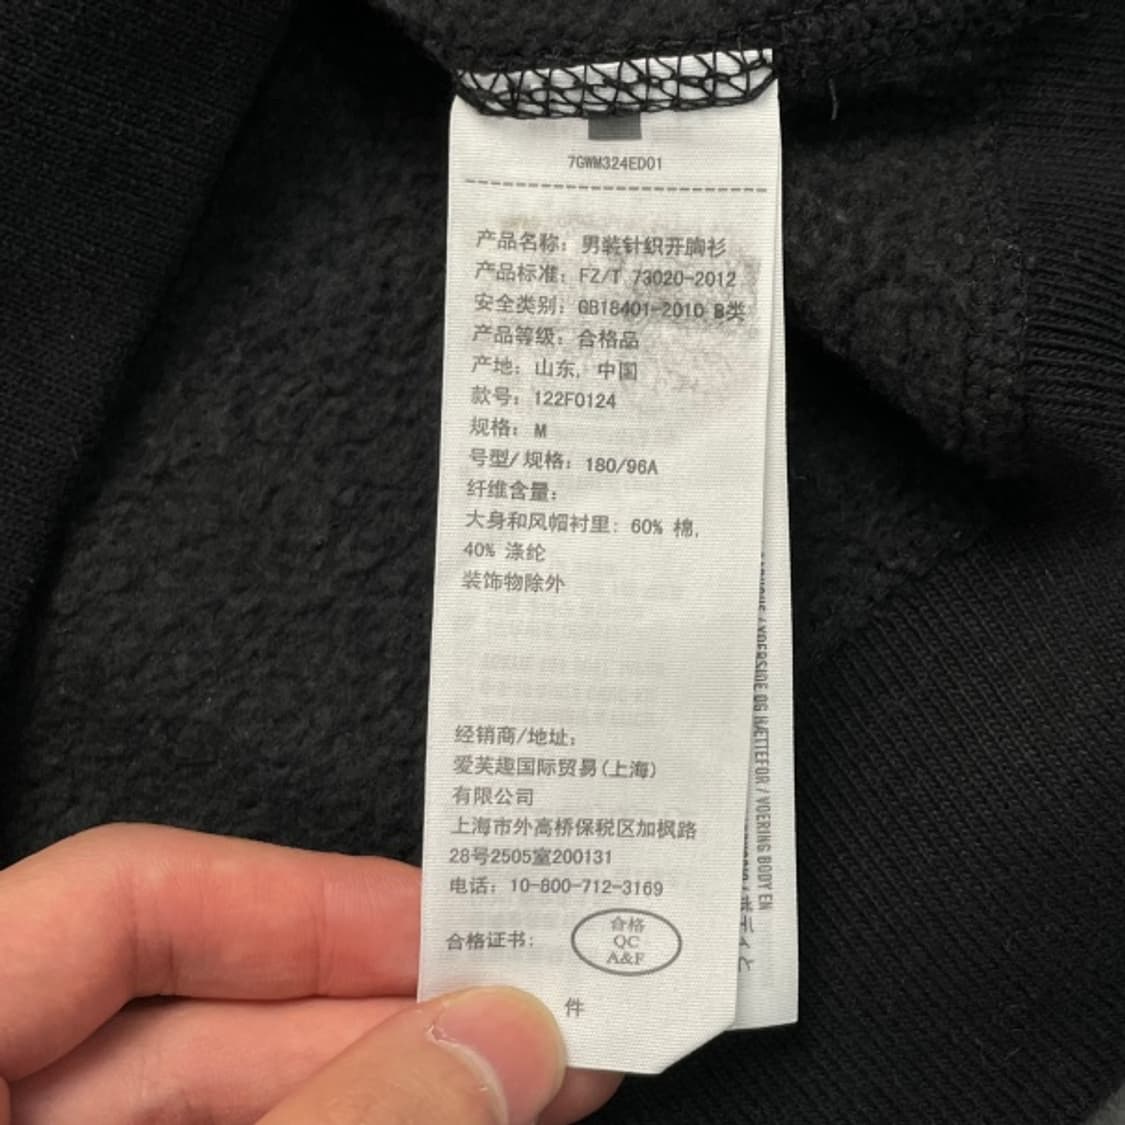 7GWM324ED01
产品名称：男装针织开胸衫
产品标准：FZ/T 73020-2012
安全类别：GB18401-2010 B类
产品等级：合格品
产地：山东，中国
款号：122F0124
规格：M
号型/规格：180/96A
纤维含量：
大身和风帽衬里：60% 棉，
40% 涤纶
装饰物除外
经销商/地址：
爱芙趣国际贸易(上海)
有限公司
上海市外高桥保税区加枫路
28号2505室200131
电话：10-800-712-3169
合格证书：
合格
QC
A&F
件
/ VOERING BODY EN
/ VORDERSIDE OG HÆTTEFOR